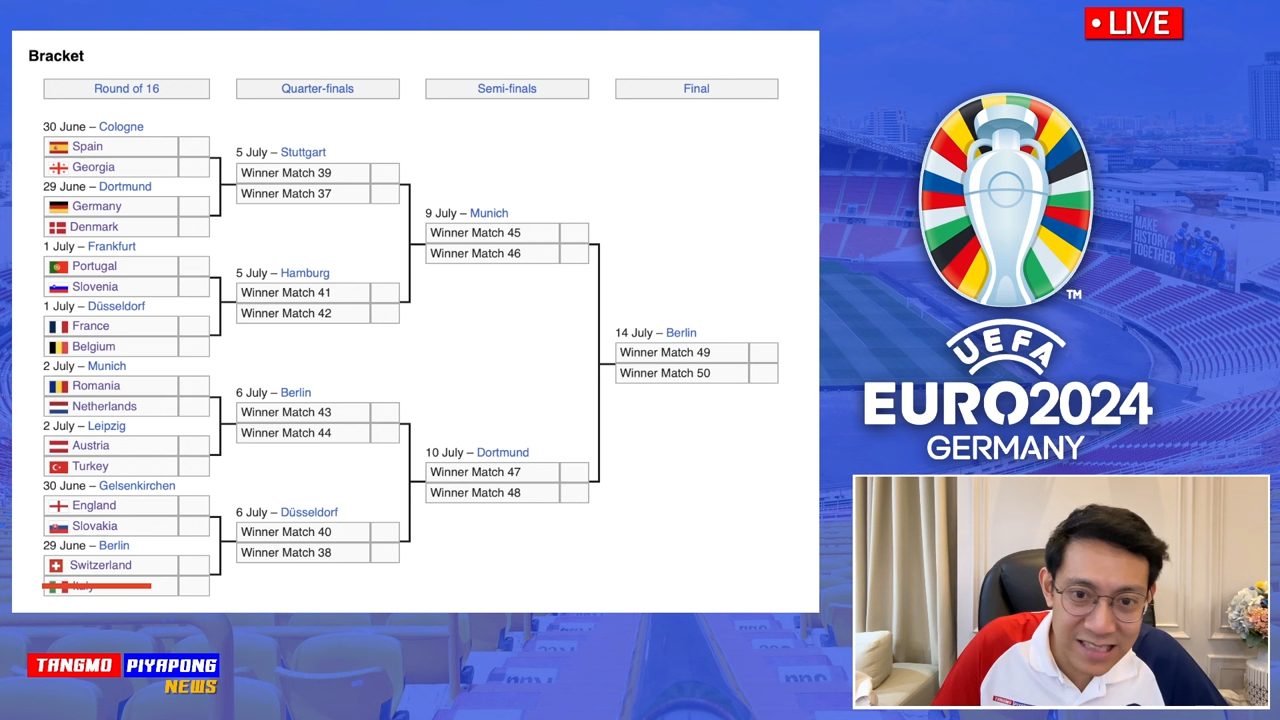 LIVE
Bracket
Round of 16
Quarter-finals
Semi-finals
Final
30 June – Cologne
Spain
Georgia
29 June – Dortmund
Germany
Denmark
1 July – Frankfurt
Portugal
Slovenia
1 July – Düsseldorf
France
Belgium
2 July – Munich
Romania
Netherlands
2 July – Leipzig
Austria
Turkey
30 June – Gelsenkirchen
England
Slovakia
29 June – Berlin
Switzerland
Italy
5 July – Stuttgart
Winner Match 39
Winner Match 37
5 July – Hamburg
Winner Match 41
Winner Match 42
6 July – Berlin
Winner Match 43
Winner Match 44
6 July – Düsseldorf
Winner Match 40
Winner Match 38
9 July – Munich
Winner Match 45
Winner Match 46
10 July – Dortmund
Winner Match 47
Winner Match 48
14 July – Berlin
Winner Match 49
Winner Match 50
MAKE
HISTORY
TOGETHER
TM
UEFA
EURO2024
GERMANY
TANGMO PIYAPONG
NEWS